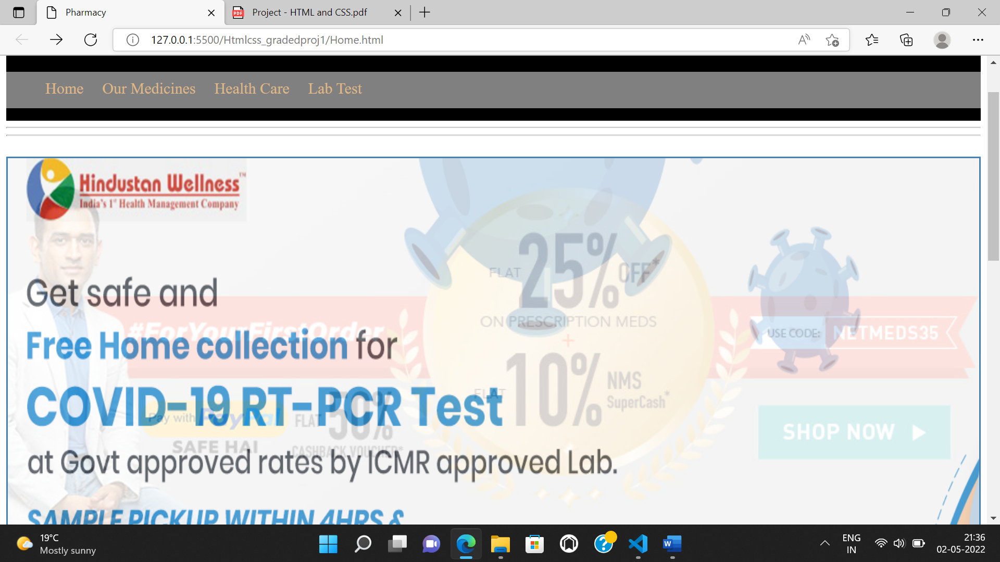 Pharmacy
Project - HTML and CSS.pdf
127.0.0.1:5500/Htmlcss_gradedproj1/Home.html
Home Our Medicines Health Care Lab Test
Hindustan Wellness™
India's 1st Health Management Company
25%
FLAT OFF*
Get safe and
ON PRESCRIPTION MEDS
#ForYourFirstOrder
USE CODE: NETMEDS35
+
Free Home collection for
FLAT 10% NMS
SuperCash*
COVID-19 RT-PCR Test
Pay with PayPal
FLAT 50%
SHOP NOW
SAFE HAI
CASHBACK VOUCHER*
at Govt approved rates by ICMR approved Lab.
SAMPLE PICKUP WITHIN 4HRS &
19°C
Mostly sunny
ENG
IN
21:36
02-05-2022